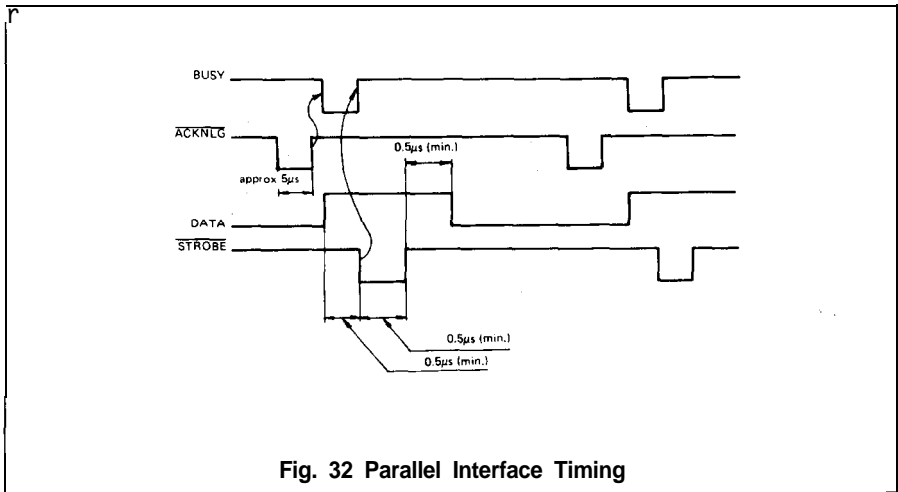 r
BUSY
ACKNLG
0.5μs (min.)
approx 5μs
DATA
STROBE
0.5μs (min.)
0.5μs (min.)
Fig. 32 Parallel Interface Timing